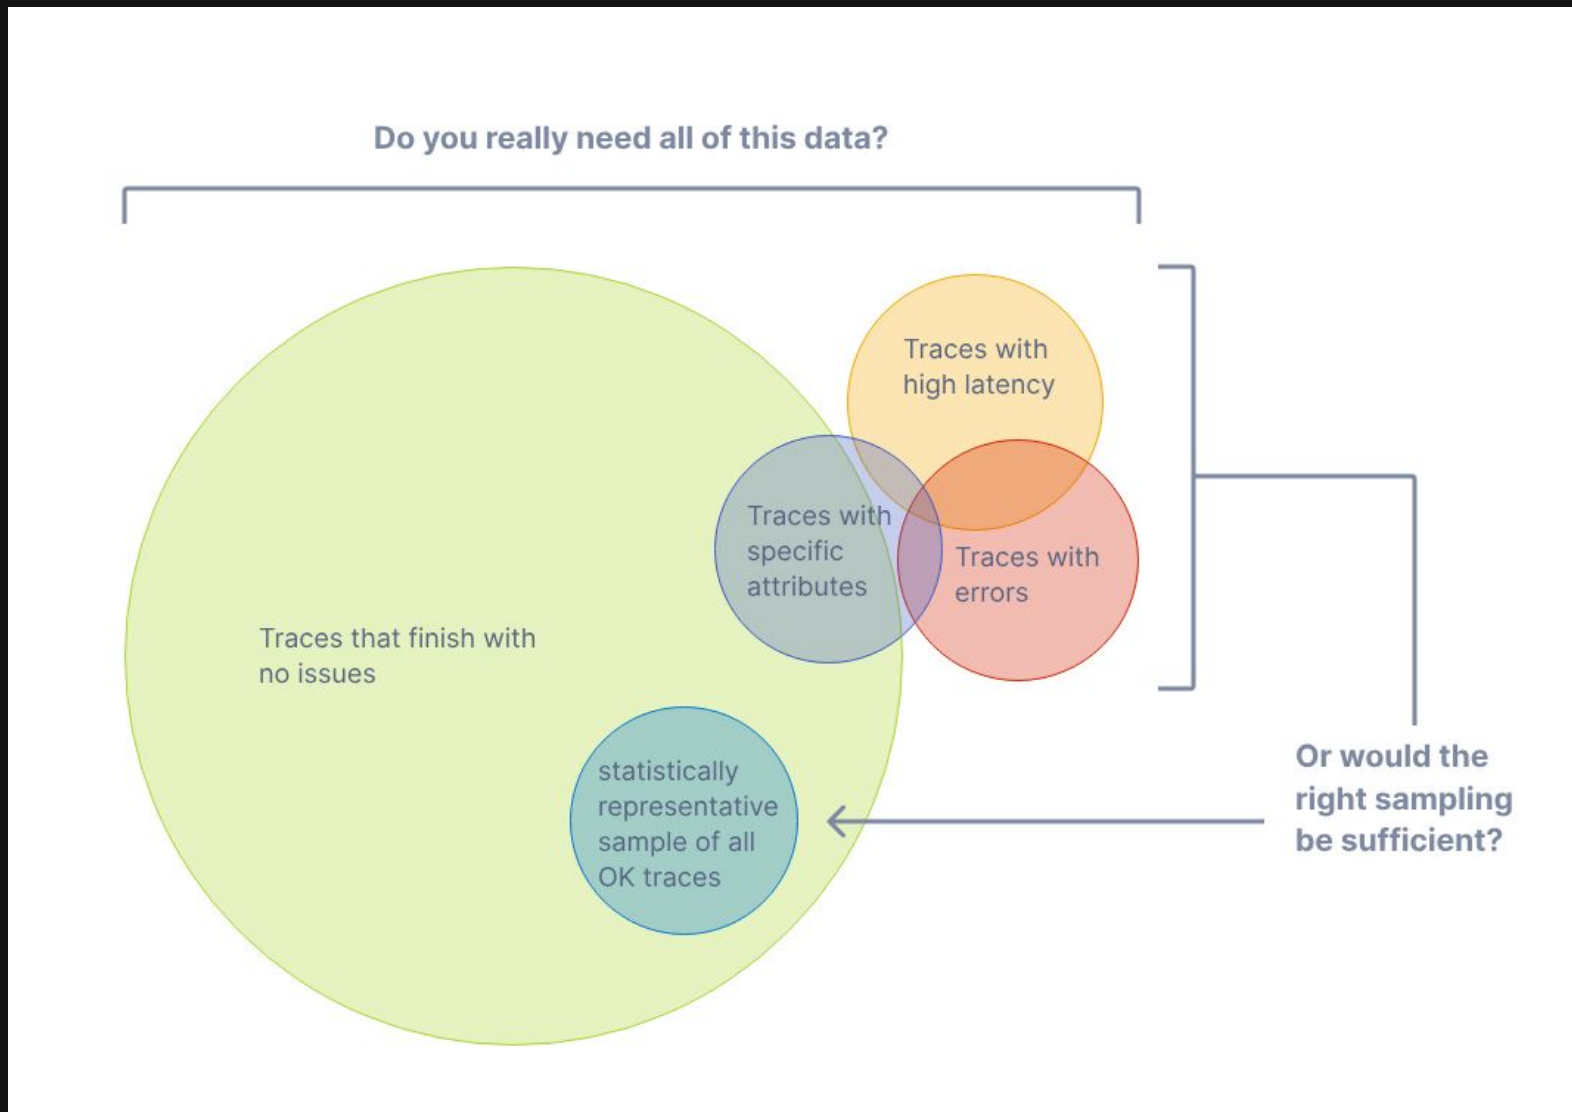 Do you really need all of this data?
Traces with
high latency
Traces with
specific
attributes
Traces with
errors
Traces that finish with
no issues
statistically
representative
sample of all
OK traces
Or would the
right sampling
be sufficient?